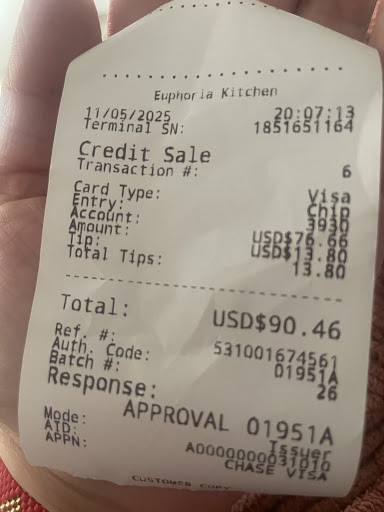 Euphoria Kitchen
11/05/2025 20:07:13
Terminal SN: 1851651164
Credit Sale
Transaction #: 6
Card Type: Visa
Entry: Chip
Account: 3930
Amount: USD$76.66
Tip: USD$13.80
Total Tips: 13.80
Total: USD$90.46
Ref. #: 531001674561
Auth. Code: 01951A
Batch #: 26
Response: APPROVAL 01951A
Mode: Issuer
AID: A0000000031010
APPN: CHASE VISA
CUSTOMER COPY